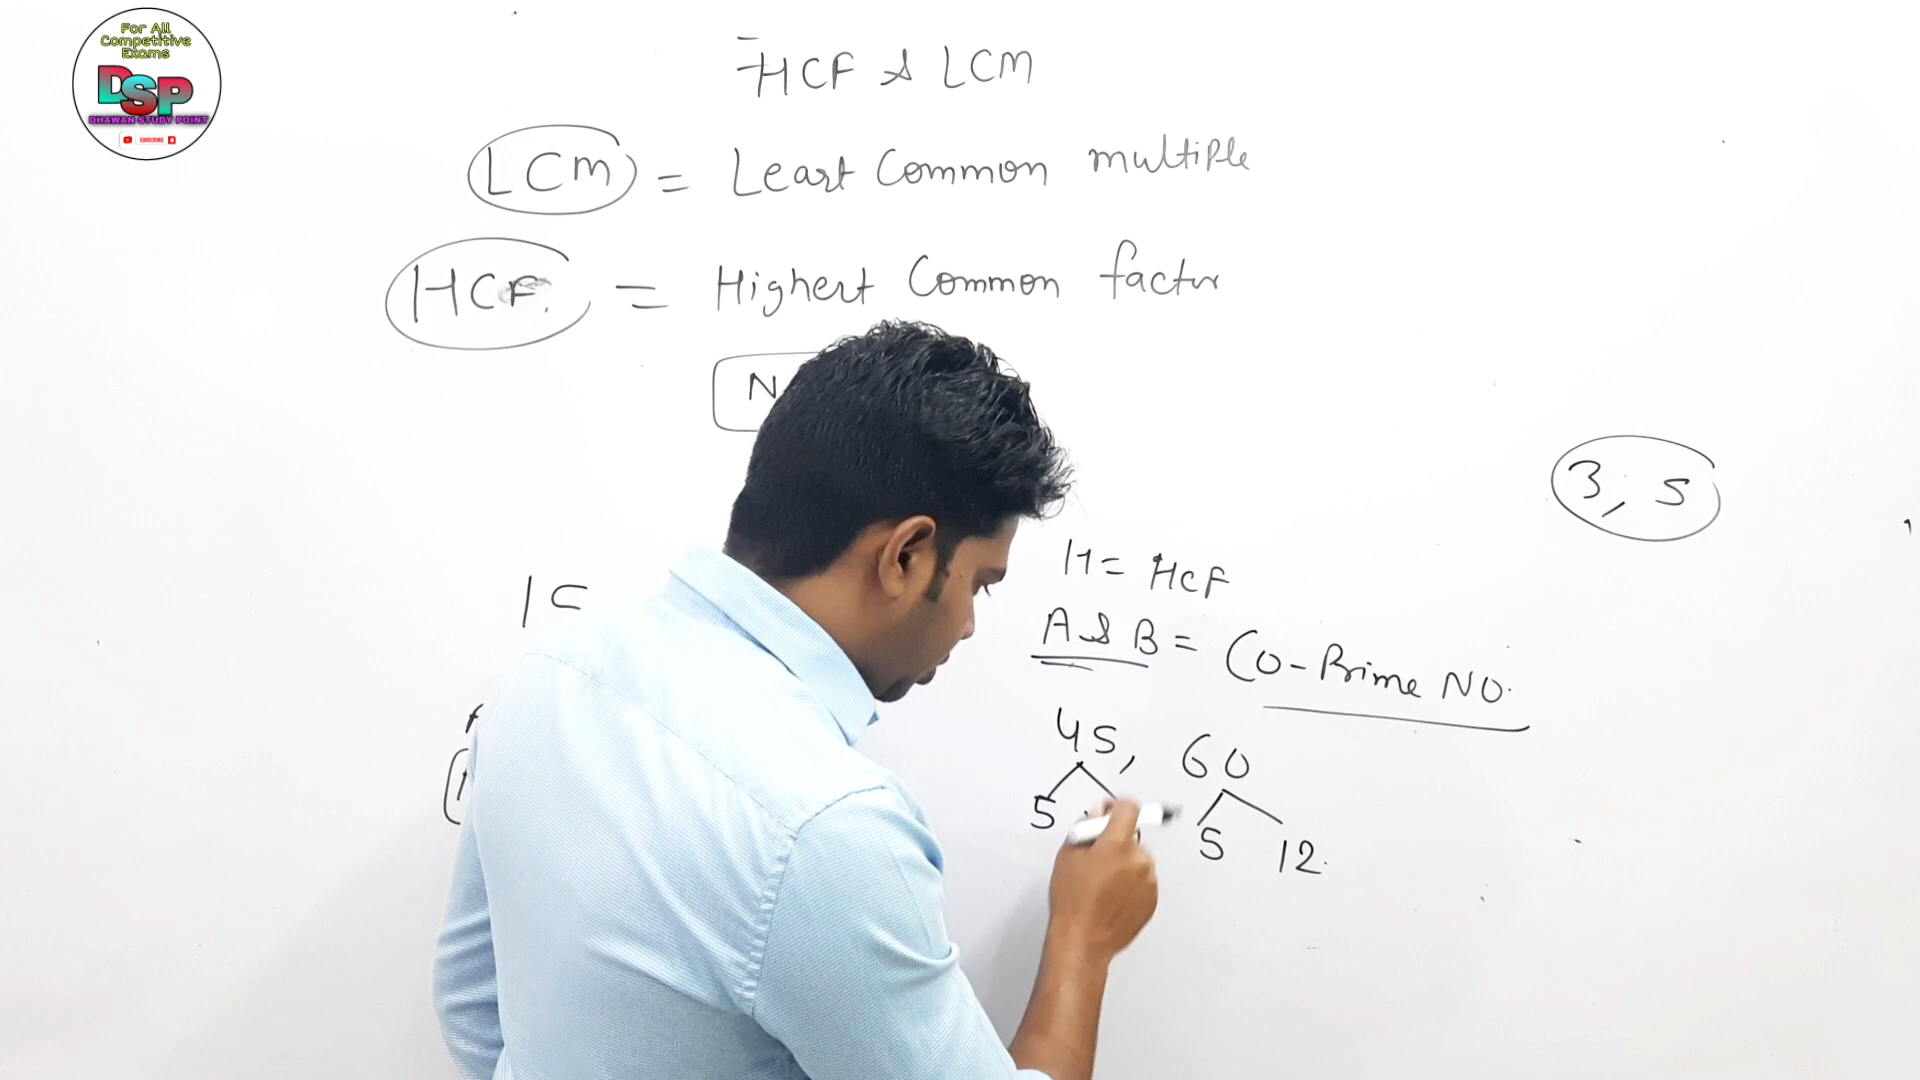 For All
Competitive
Exams
DSP
DHAWAN STUDY POINT
SUBSCRIBE
HCF & LCM
LCM = Least Common multiple
HCF. = Highest Common factor
N
3, 5
H = HCF
A & B = Co-Prime NO.
45, 60
5
5 12.